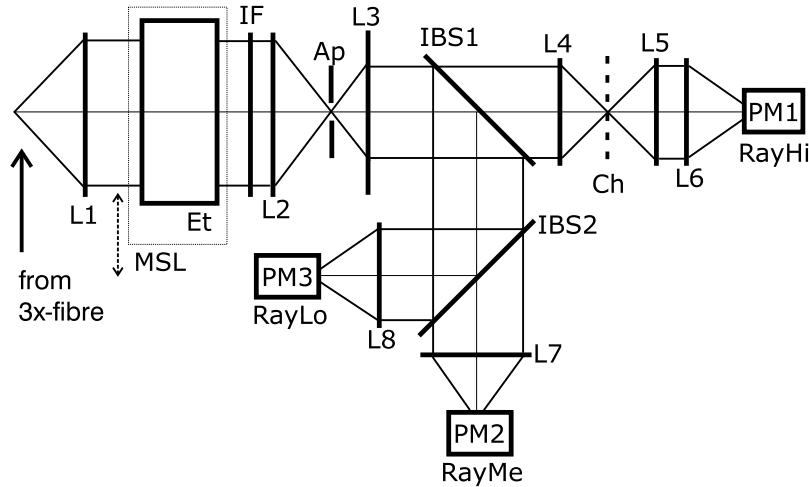 L3
IF
IBS1
Ap
L4
L5
PM1
RayHi
L1
Et
L2
Ch
L6
MSL
IBS2
from
3x-fibre
PM3
RayLo
L8
L7
PM2
RayMe